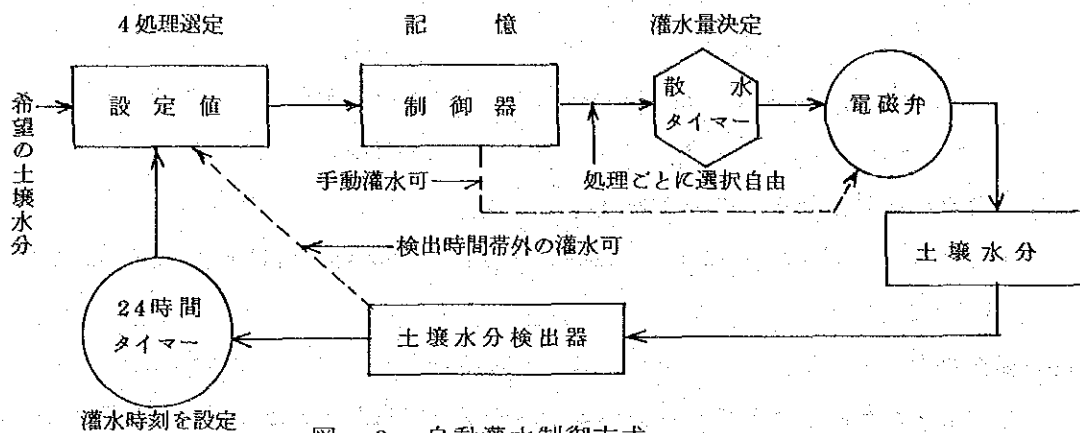 4処理選定
記憶
灌水量決定
希望の土壌水分
設定値
制御器
散水
タイマー
電磁弁
手動灌水可
処理ごとに選択自由
検出時間帯外の灌水可
土壌水分
24時間
タイマー
土壌水分検出器
灌水時刻を設定
自動灌水制御方式